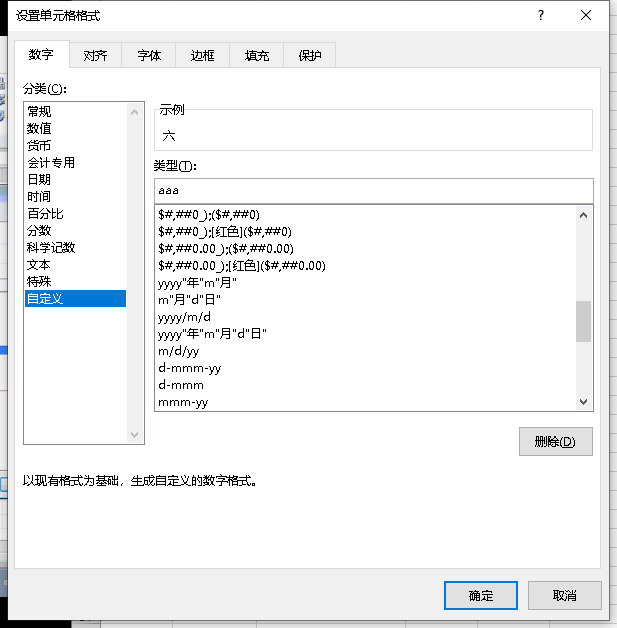 设置单元格格式
?
数字 对齐 字体 边框 填充 保护
分类(C):
常规
数值
货币
会计专用
日期
时间
百分比
分数
科学记数
文本
特殊
自定义
示例
六
类型(T):
aaa
$#,##0_);($#,##0)
$#,##0_);[红色]($#,##0)
$#,##0.00_);($#,##0.00)
$#,##0.00_);[红色]($#,##0.00)
yyyy"年"m"月"
m"月"d"日"
yyyy/m/d
yyyy"年"m"月"d"日"
m/d/yy
d-mmm-yy
d-mmm
mmm-yy
删除(D)
以现有格式为基础，生成自定义的数字格式。
确定 取消